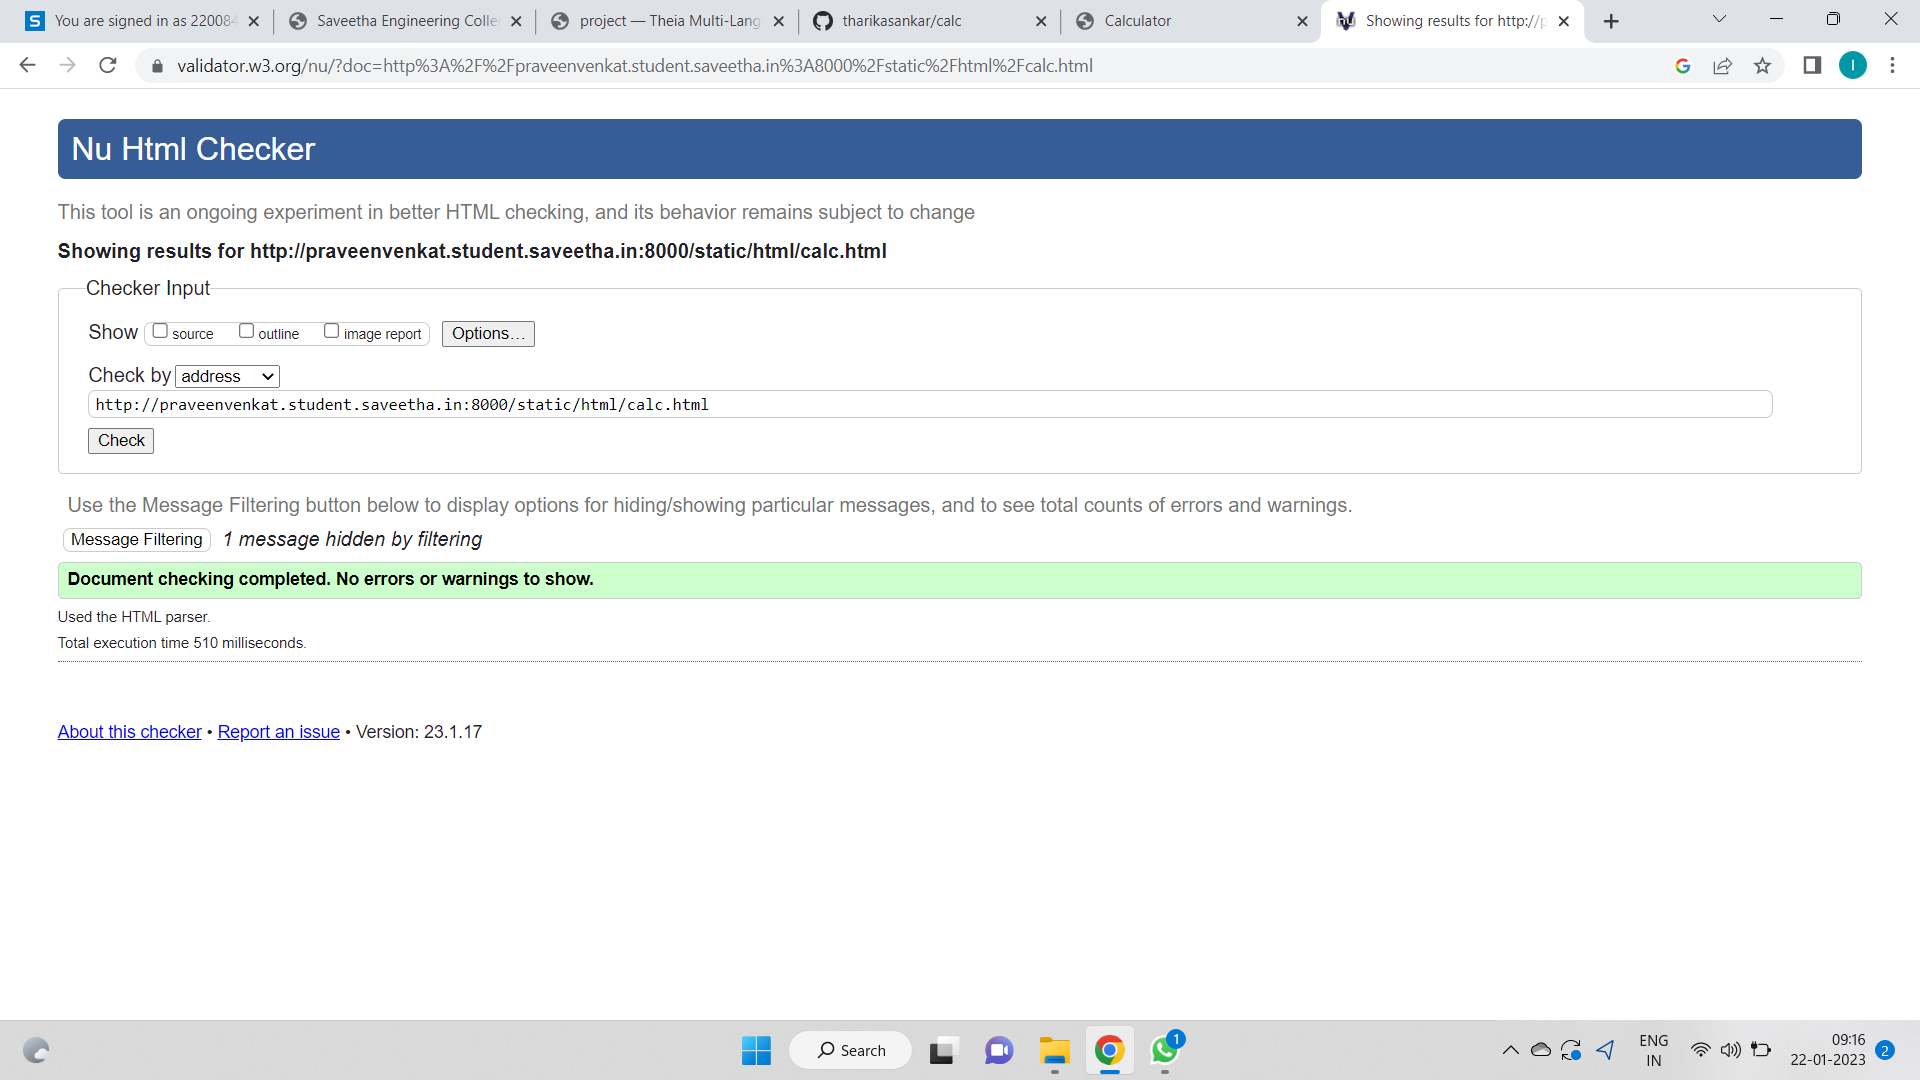 You are signed in as 220084
Saveetha Engineering Colle
project — Theia Multi-Lang
tharikasankar/calc
Calculator
Showing results for http://p
validator.w3.org/nu/?doc=http%3A%2F%2Fpraveenvenkat.student.saveetha.in%3A8000%2Fstatic%2Fhtml%2Fcalc.html
I
Nu Html Checker
This tool is an ongoing experiment in better HTML checking, and its behavior remains subject to change
Showing results for http://praveenvenkat.student.saveetha.in:8000/static/html/calc.html
Checker Input
Show source outline image report Options...
Check by address
http://praveenvenkat.student.saveetha.in:8000/static/html/calc.html
Check
Use the Message Filtering button below to display options for hiding/showing particular messages, and to see total counts of errors and warnings.
Message Filtering 1 message hidden by filtering
Document checking completed. No errors or warnings to show.
Used the HTML parser.
Total execution time 510 milliseconds.
About this checker • Report an issue • Version: 23.1.17
Search
1
ENG
IN
09:16
22-01-2023
2